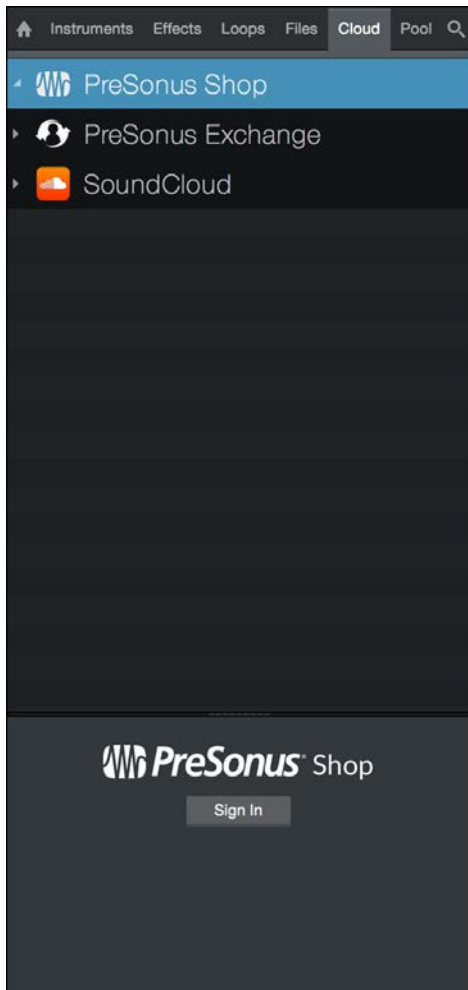 Instruments Effects Loops Files Cloud Pool
PreSonus Shop
PreSonus Exchange
SoundCloud
PreSonus Shop
Sign In